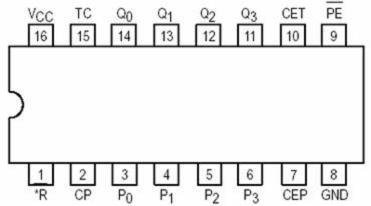 VCC TC Q0 Q1 Q2 Q3 CET PE
16 15 14 13 12 11 10 9
1 2 3 4 5 6 7 8
*R CP P0 P1 P2 P3 CEP GND